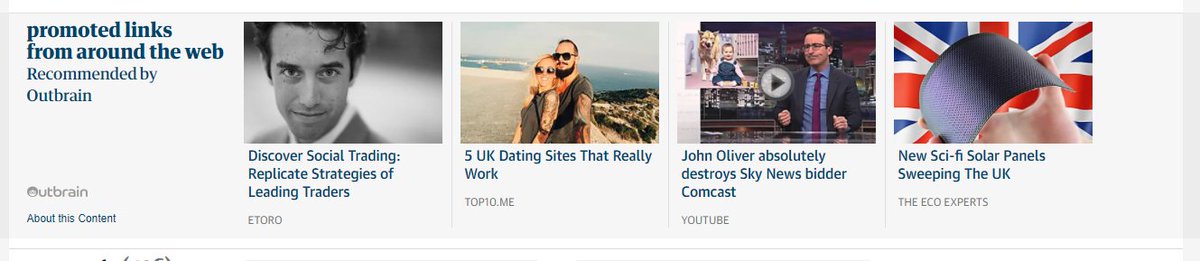 promoted links
from around the web
Recommended by
Outbrain
Outbrain
About this Content
Discover Social Trading:
Replicate Strategies of
Leading Traders
ETORO
5 UK Dating Sites That Really
Work
TOP10.ME
John Oliver absolutely
destroys Sky News bidder
Comcast
YOUTUBE
New Sci-fi Solar Panels
Sweeping The UK
THE ECO EXPERTS